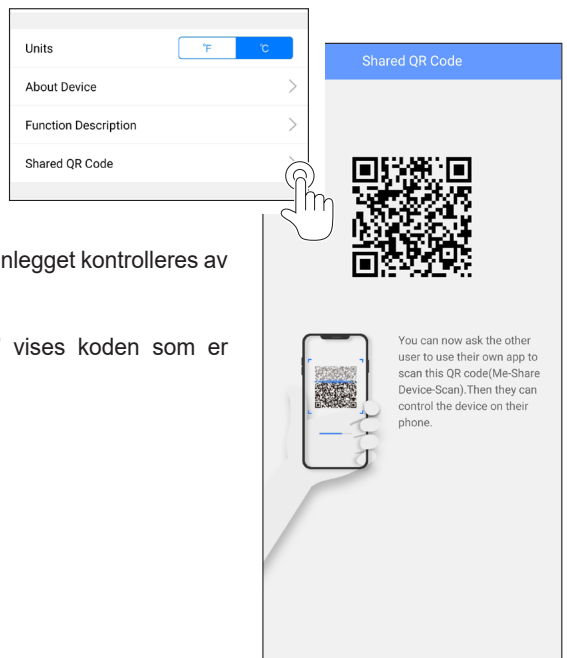 Units
°F
°C
About Device
Function Description
Shared QR Code
Shared QR Code
nlegget kontrolleres av
vises koden som er
You can now ask the other
user to use their own app to
scan this QR code(Me-Share
Device-Scan).Then they can
control the device on their
phone.